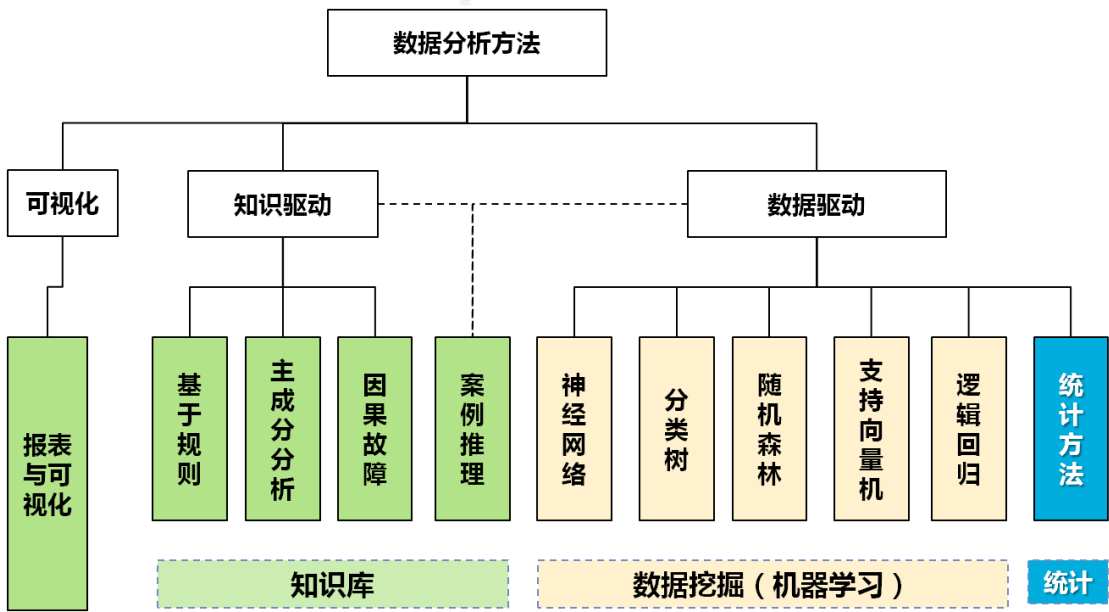 数据分析方法
可视化
知识驱动
数据驱动
报表
与可
视化
基于规则
主成分分析
因果故障
案例推理
神经网络
分类树
随机森林
支持向量机
逻辑回归
统计方法
知识库
数据挖掘（机器学习）
统计